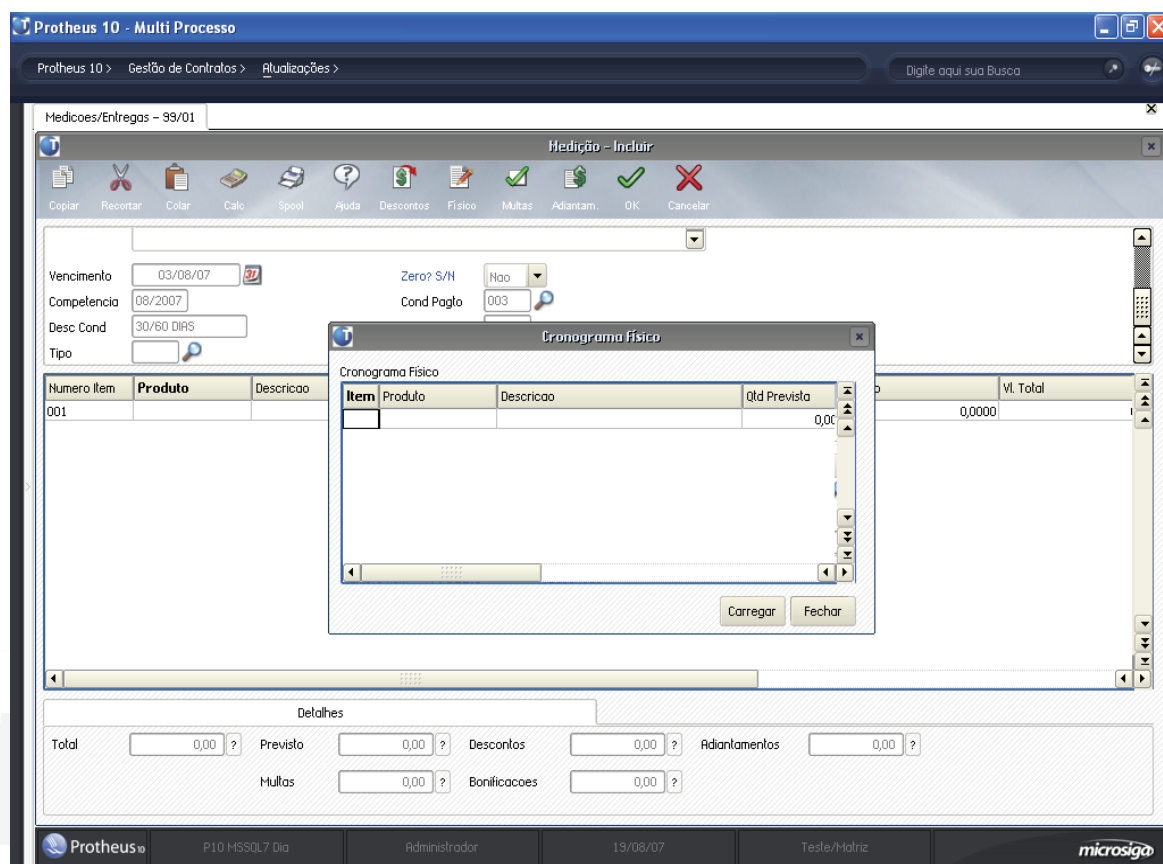 Protheus 10 - Multi Processo
Protheus 10 > Gestão de Contratos > Atualizações >
Digite aqui sua Busca
Medicoes/Entregas - 99/01
Medição - Incluir
Copiar Recortar Colar Calc Spool Ajuda Descontos Físico Multas Adiantam. OK Cancelar
Vencimento 03/08/07 31 Zero? S/N Nao
Competencia 08/2007 Cond Pagto 003
Desc Cond 30/60 DIAS
Tipo
Cronograma Físico
Cronograma Físico
Numero Item Produto Descricao Vl. Total
Item Produto Descricao Qtd Prevista
001 0,0000
0,00
Carregar Fechar
Detalhes
Total 0,00 ? Previsto 0,00 ? Descontos 0,00 ? Adiantamentos 0,00 ?
Multas 0,00 ? Bonificacoes 0,00 ?
Protheus10 P10 MSSQL7 Dia Administrador 19/08/07 Teste/Matriz microsiga